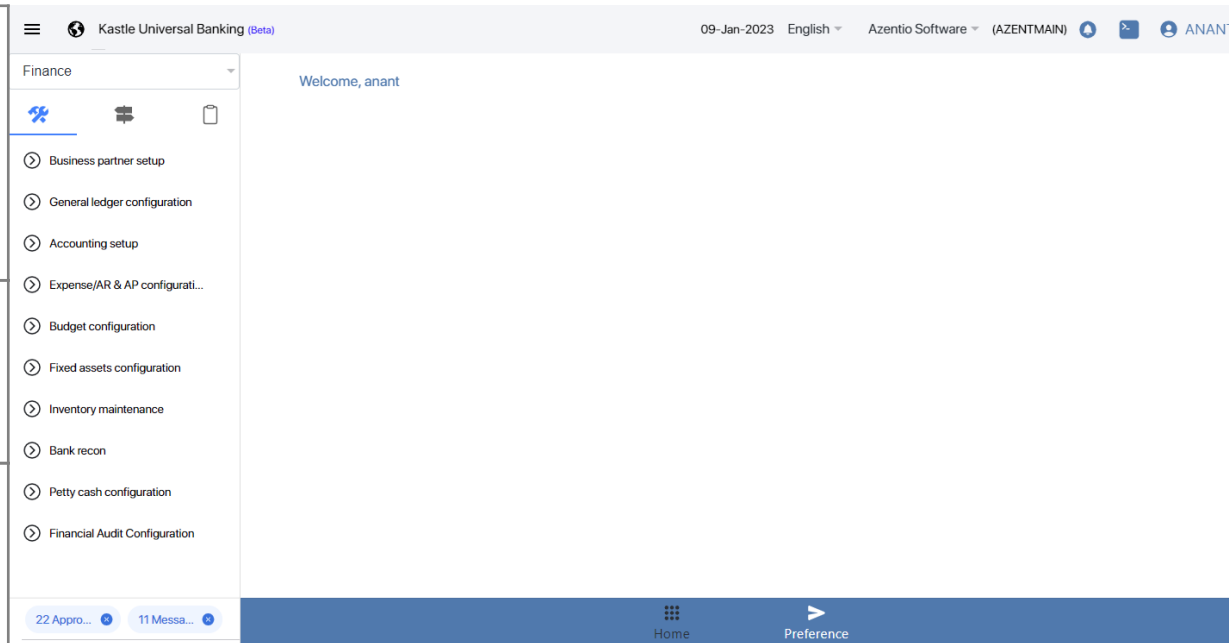 Kastle Universal Banking (Beta)
09-Jan-2023 English Azentio Software (AZENTMAIN) ANANT
Finance
Welcome, anant
Business partner setup
General ledger configuration
Accounting setup
Expense/AR & AP configurati...
Budget configuration
Fixed assets configuration
Inventory maintenance
Bank recon
Petty cash configuration
Financial Audit Configuration
22 Appro... 11 Messa...
Home Preference